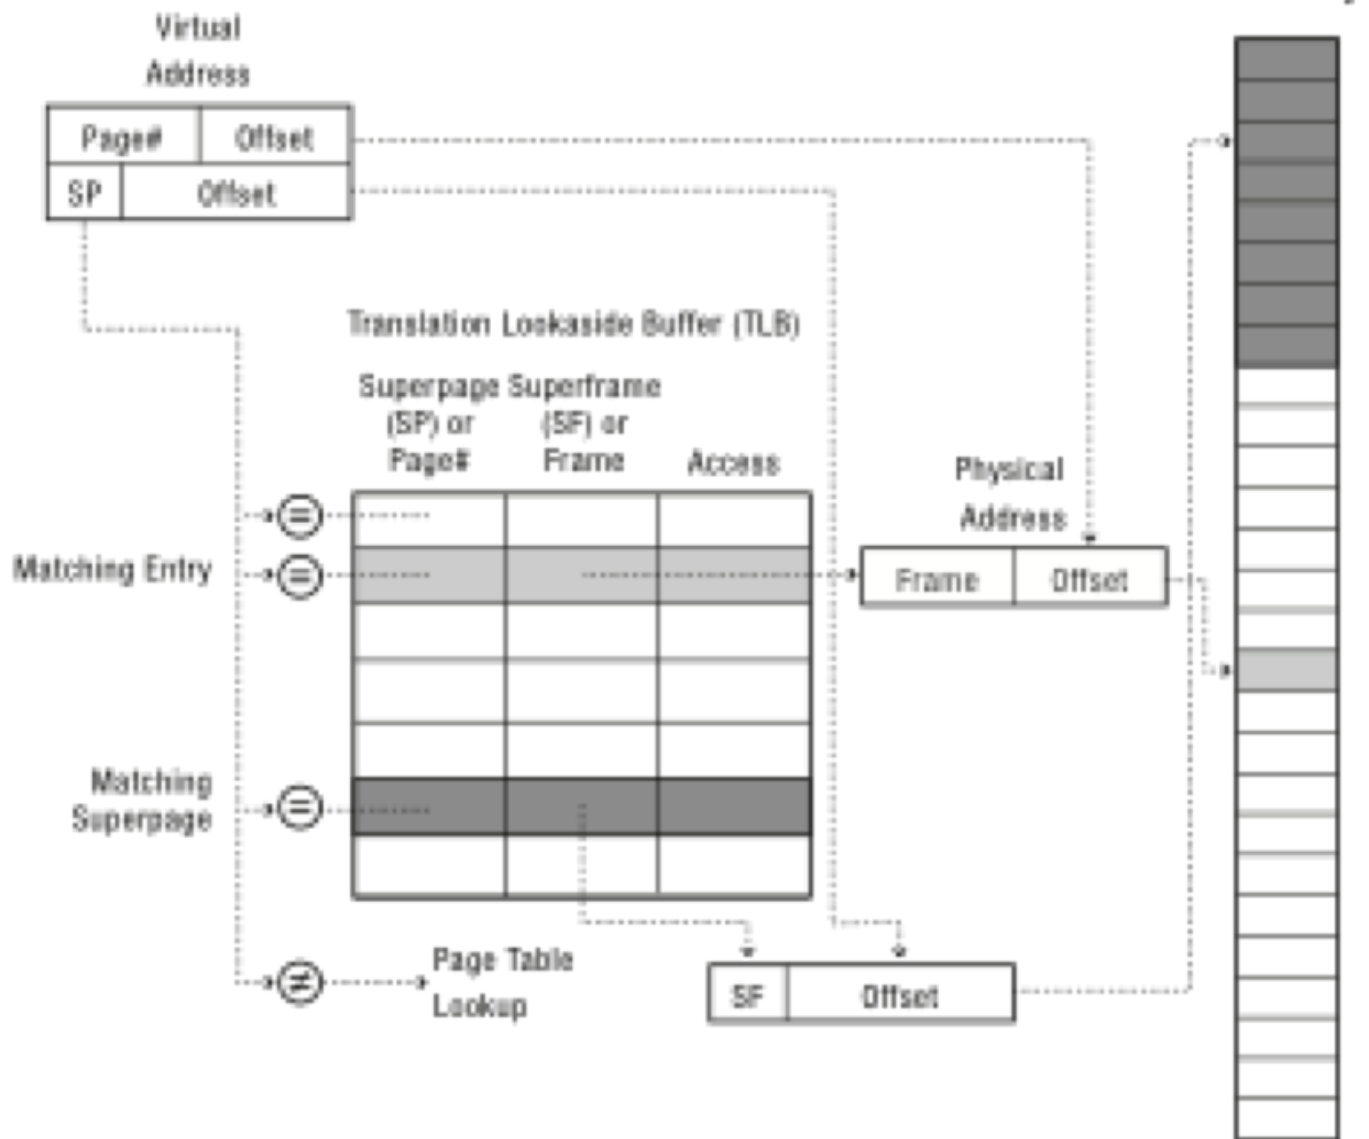 Virtual
Address
Page# Offset
SP Offset
Translation Lookaside Buffer (TLB)
Superpage Superframe
(SP) or (SF) or
Page# Frame Access
Physical
Address
=
Matching Entry =
Frame Offset
Matching
Superpage =
≠ Page Table
Lookup
SF Offset